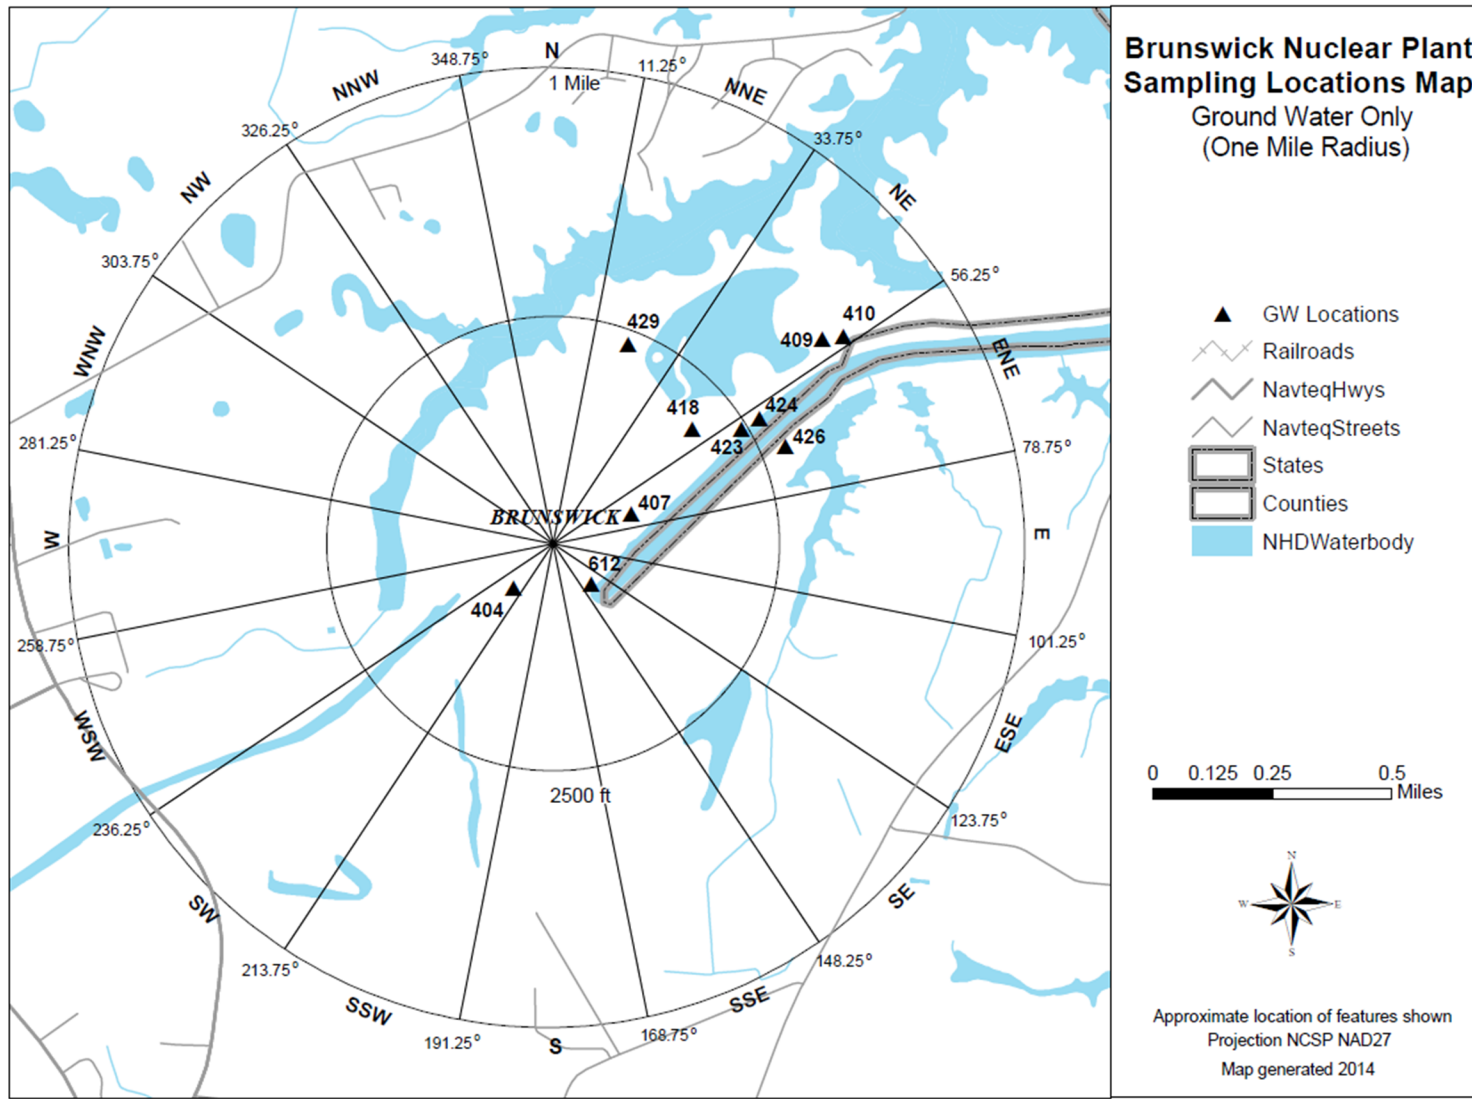 Brunswick Nuclear Plant
Sampling Locations Map
Ground Water Only
(One Mile Radius)
N
1 Mile
348.75°
11.25°
NNW
NNE
326.25°
33.75°
NW
NE
303.75°
56.25°
WNW
ENE
281.25°
78.75°
W
E
258.75°
101.25°
WSW
ESE
236.25°
123.75°
SW
SE
213.75°
148.25°
SSW
SSE
191.25°
168.75°
S
2500 ft
429
409
410
418
424
423
426
407
BRUNSWICK
612
404
GW Locations
Railroads
NavteqHwys
NavteqStreets
States
Counties
NHDWaterbody
0 0.125 0.25 0.5
Miles
N
W E
S
Approximate location of features shown
Projection NCSP NAD27
Map generated 2014